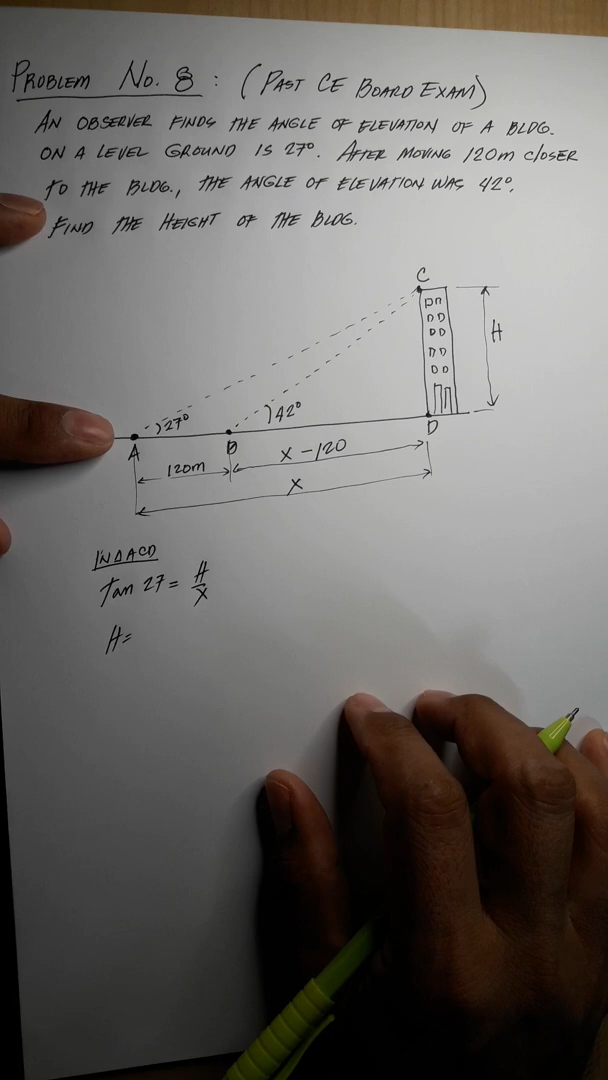 PROBLEM No. 8 : (PAST CE BOARD EXAM)
AN OBSERVER FINDS THE ANGLE OF ELEVATION OF A BLDG.
ON A LEVEL GROUND IS 27°. AFTER MOVING 120m closer
TO THE BLDG., THE ANGLE OF ELEVATION WAS 42°.
FIND THE HEIGHT OF THE BLDG.
C
H
27°
42°
A
B
D
120m
X - 120
X
IN Δ ACD
Tan 27 = H/X
H =